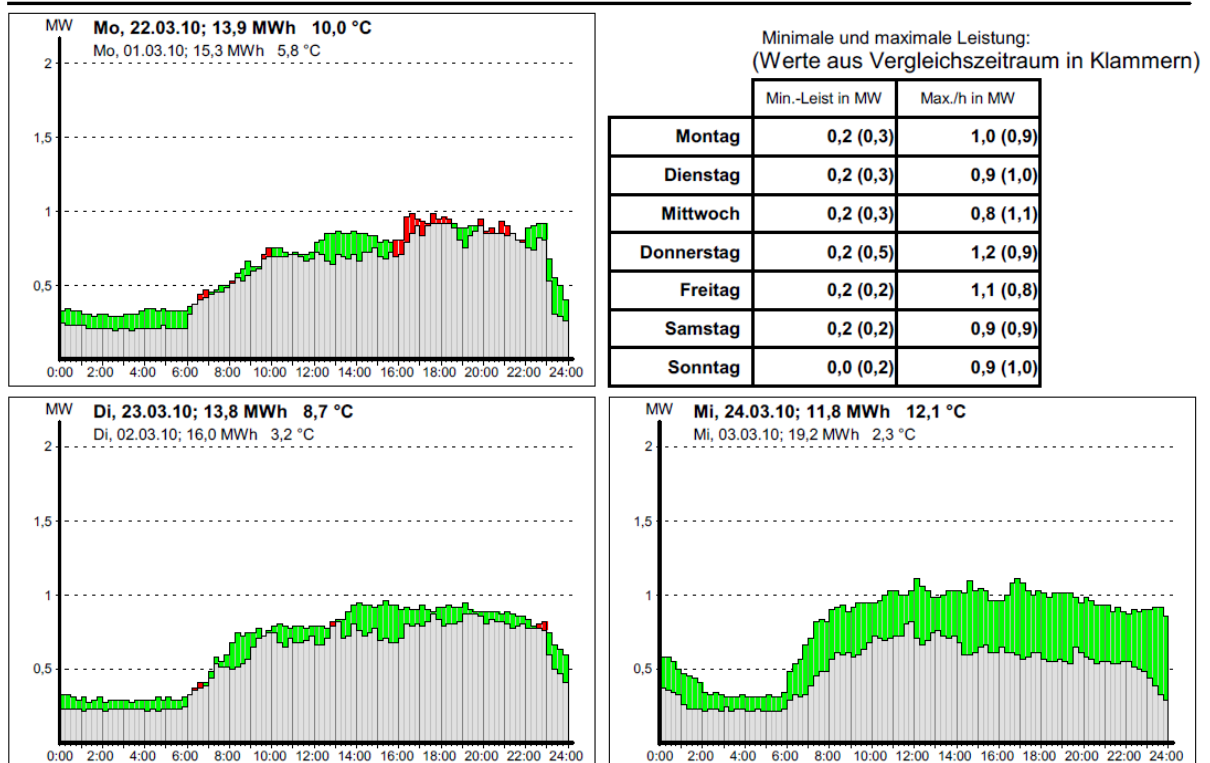 MW Mo, 22.03.10; 13,9 MWh 10,0 °C
Mo, 01.03.10; 15,3 MWh 5,8 °C
2
1,5
1
0,5
0:00 2:00 4:00 6:00 8:00 10:00 12:00 14:00 16:00 18:00 20:00 22:00 24:00
Minimale und maximale Leistung:
(Werte aus Vergleichszeitraum in Klammern)
Min.-Leist in MW Max./h in MW
Montag 0,2 (0,3) 1,0 (0,9)
Dienstag 0,2 (0,3) 0,9 (1,0)
Mittwoch 0,2 (0,3) 0,8 (1,1)
Donnerstag 0,2 (0,5) 1,2 (0,9)
Freitag 0,2 (0,2) 1,1 (0,8)
Samstag 0,2 (0,2) 0,9 (0,9)
Sonntag 0,0 (0,2) 0,9 (1,0)
MW Di, 23.03.10; 13,8 MWh 8,7 °C
Di, 02.03.10; 16,0 MWh 3,2 °C
2
1,5
1
0,5
0:00 2:00 4:00 6:00 8:00 10:00 12:00 14:00 16:00 18:00 20:00 22:00 24:00
MW Mi, 24.03.10; 11,8 MWh 12,1 °C
Mi, 03.03.10; 19,2 MWh 2,3 °C
2
1,5
1
0,5
0:00 2:00 4:00 6:00 8:00 10:00 12:00 14:00 16:00 18:00 20:00 22:00 24:00